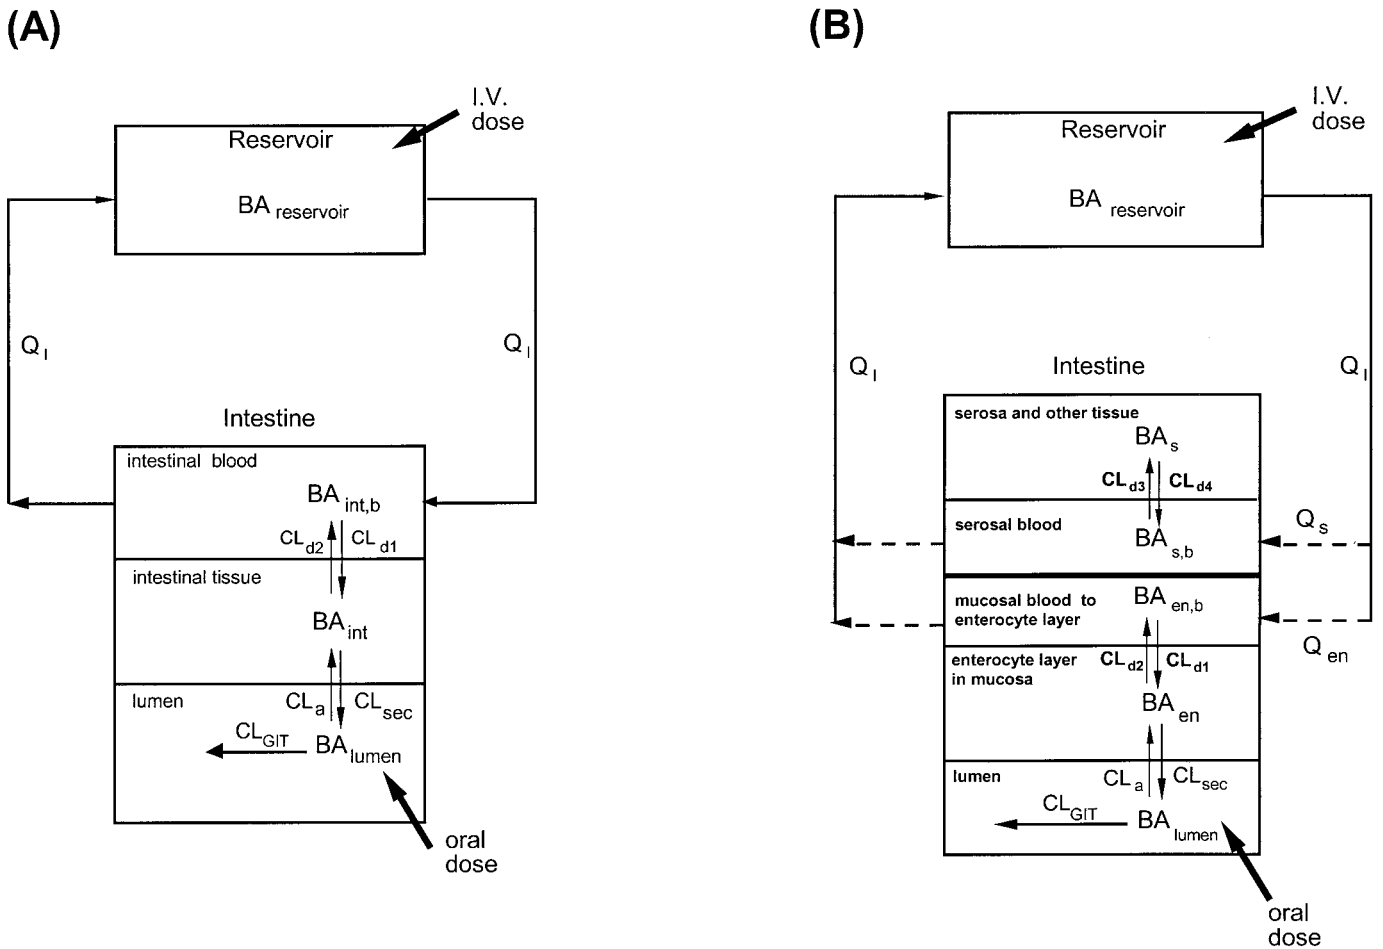 (A)
I.V.
dose
Reservoir
BA reservoir
Q I
Q I
Intestine
intestinal blood
BA int,b
CL d2
CL d1
intestinal tissue
BA int
lumen
CL a
CL sec
CL GIT
BA lumen
oral
dose
(B)
I.V.
dose
Reservoir
BA reservoir
Q I
Q I
Intestine
serosa and other tissue
BA s
CL d3
CL d4
serosal blood
BA s,b
Q s
mucosal blood to
enterocyte layer
BA en,b
Q en
enterocyte layer
in mucosa
CL d2
CL d1
BA en
lumen
CL a
CL sec
CL GIT
BA lumen
oral
dose